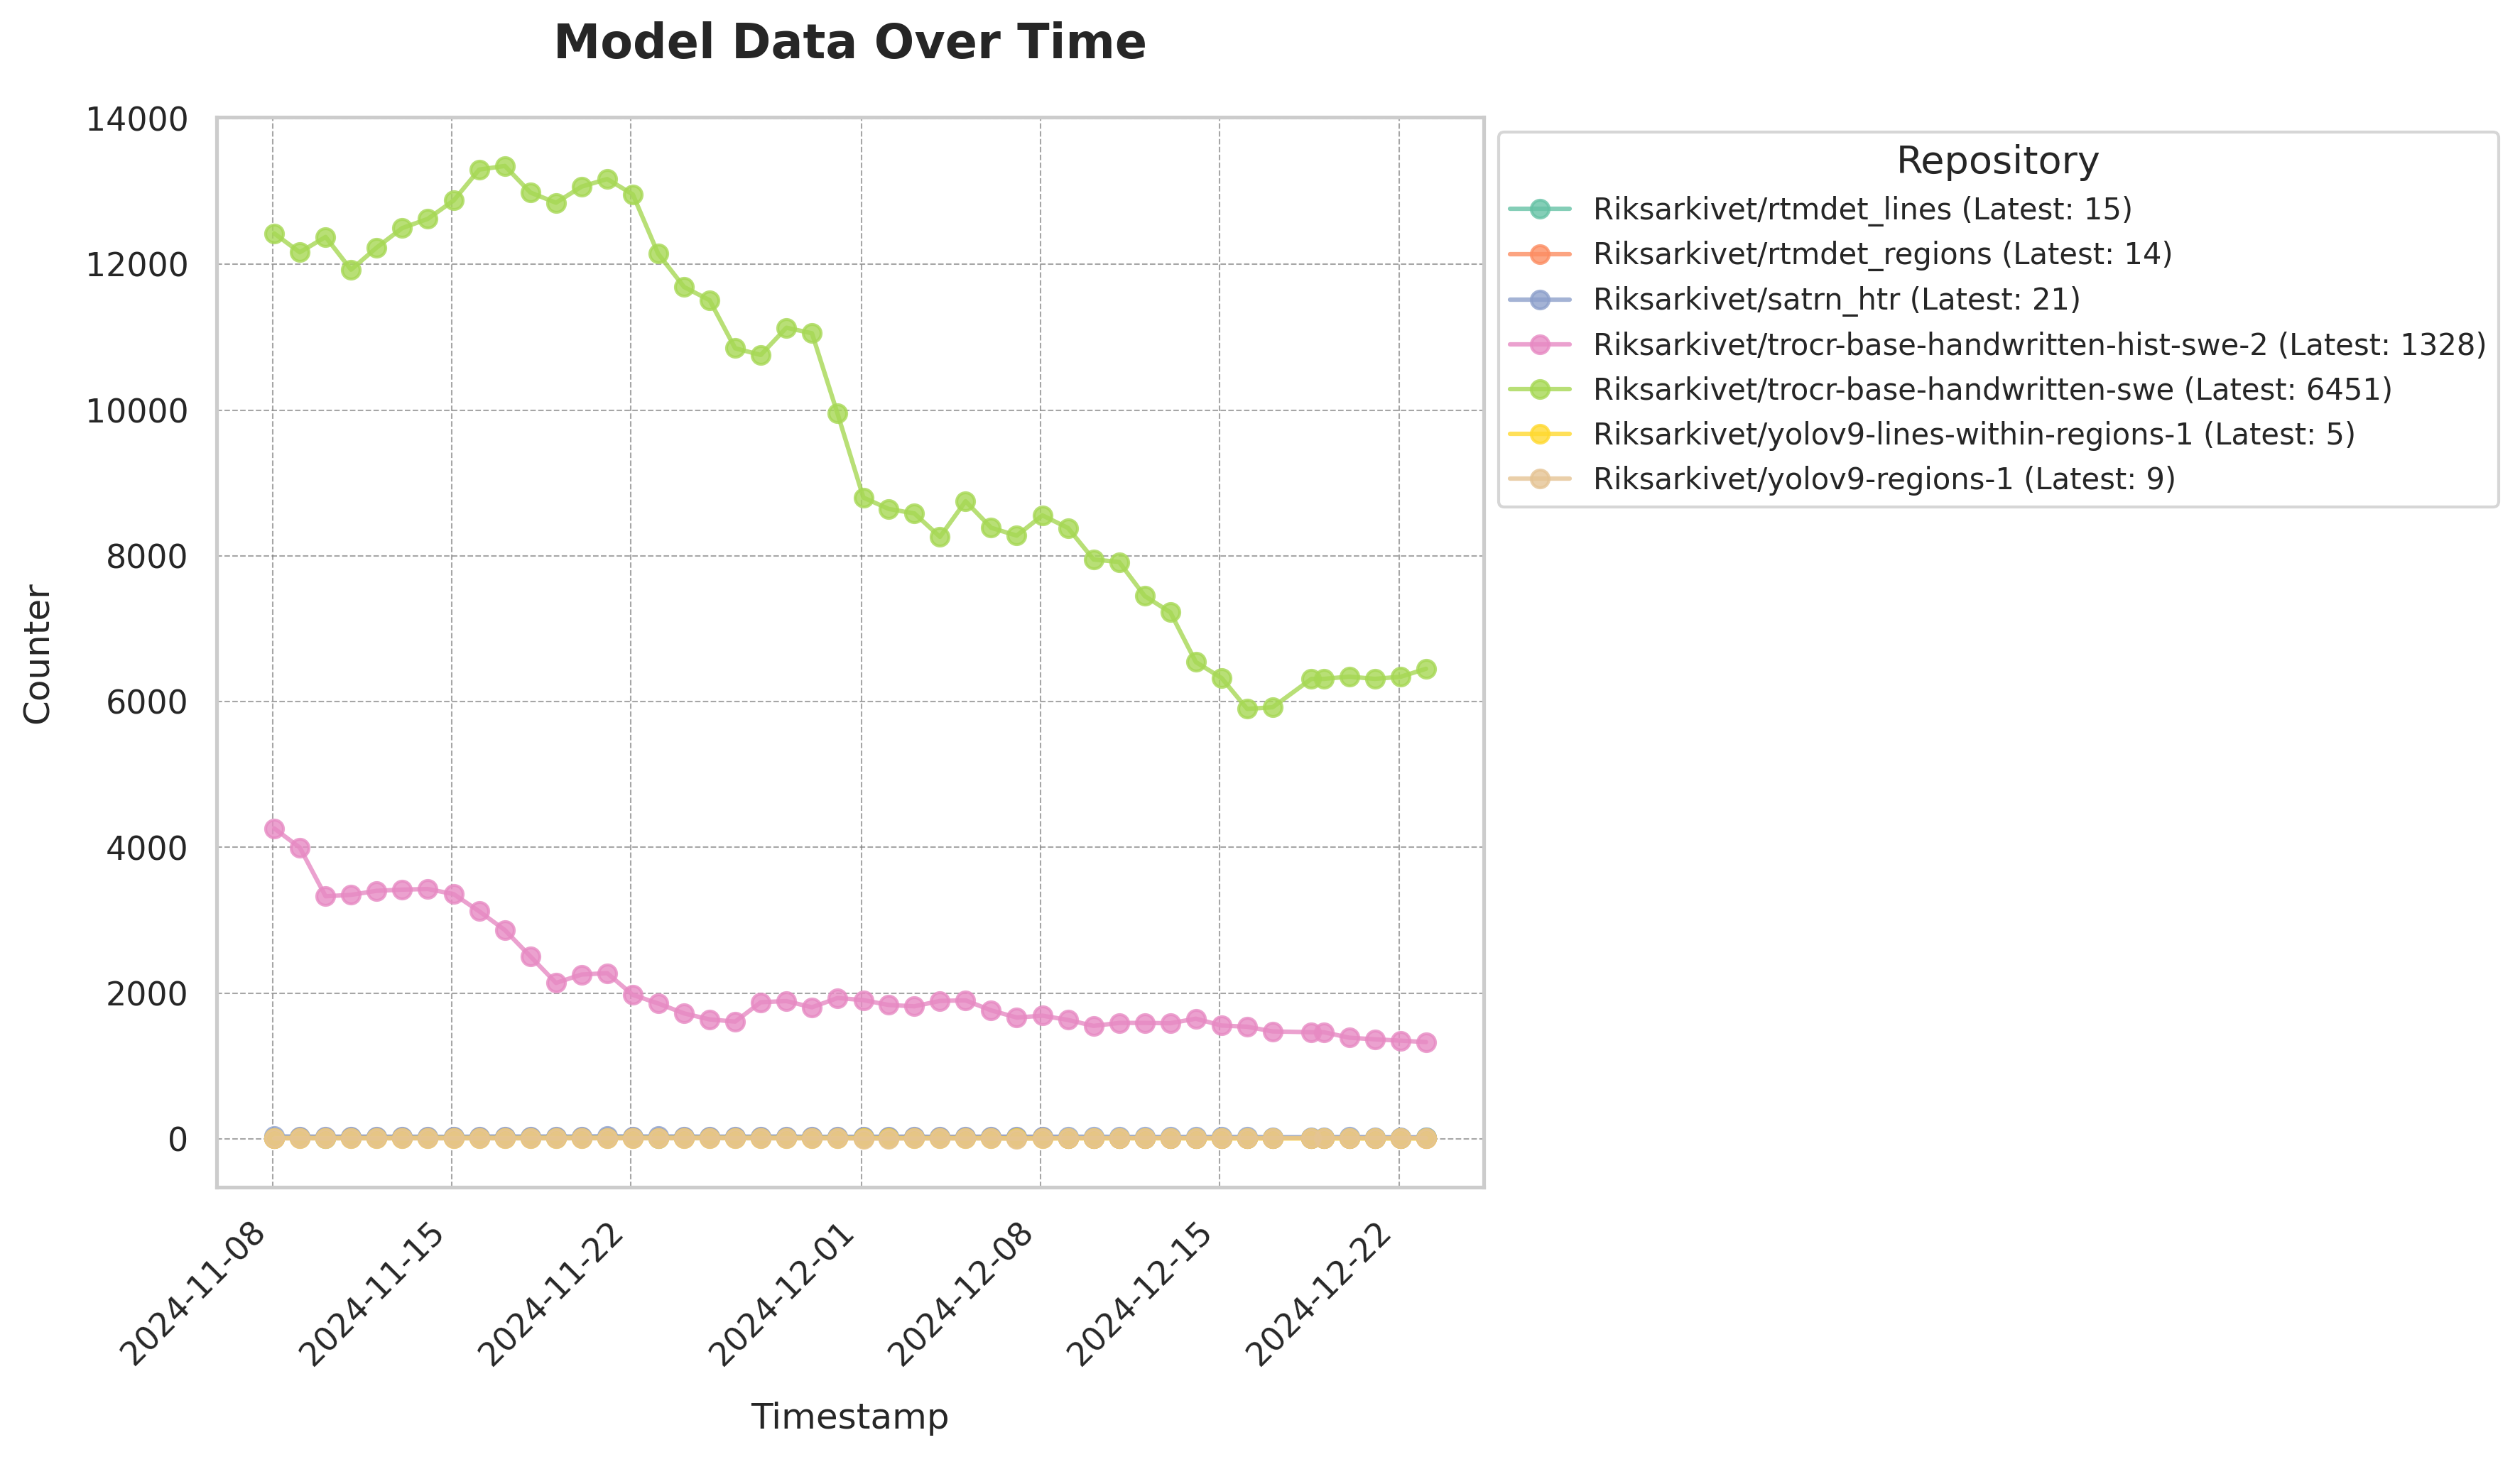 Model Data Over Time
14000
12000
10000
8000
6000
4000
2000
0
Counter
2024-11-08
2024-11-15
2024-11-22
2024-12-01
2024-12-08
2024-12-15
2024-12-22
Timestamp
Repository
Riksarkivet/rtmdet_lines (Latest: 15)
Riksarkivet/rtmdet_regions (Latest: 14)
Riksarkivet/satrn_htr (Latest: 21)
Riksarkivet/trocr-base-handwritten-hist-swe-2 (Latest: 1328)
Riksarkivet/trocr-base-handwritten-swe (Latest: 6451)
Riksarkivet/yolov9-lines-within-regions-1 (Latest: 5)
Riksarkivet/yolov9-regions-1 (Latest: 9)